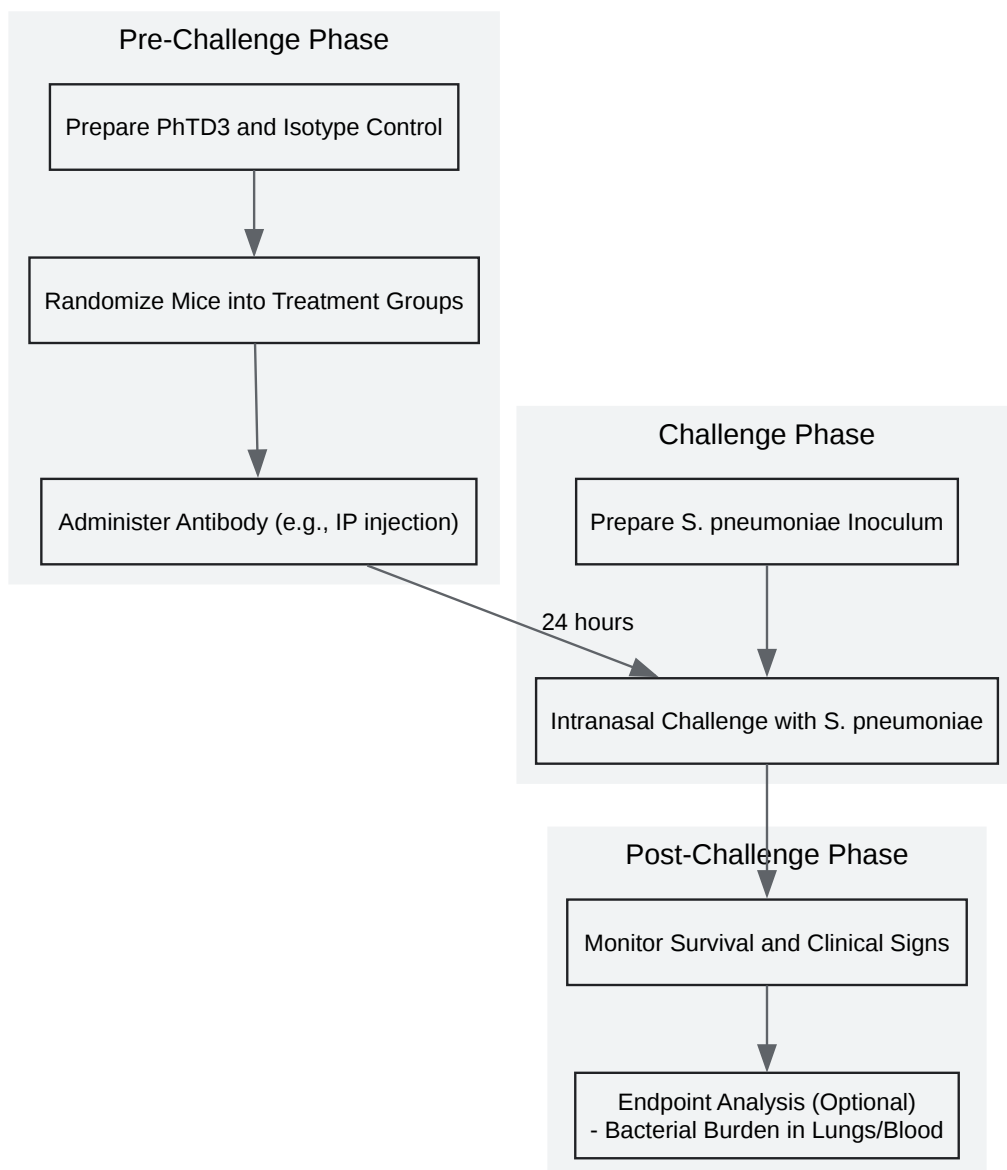 Pre-Challenge Phase
Prepare PhTD3 and Isotype Control
Randomize Mice into Treatment Groups
Administer Antibody (e.g., IP injection)
24 hours
Challenge Phase
Prepare S. pneumoniae Inoculum
Intranasal Challenge with S. pneumoniae
Post-Challenge Phase
Monitor Survival and Clinical Signs
Endpoint Analysis (Optional)
- Bacterial Burden in Lungs/Blood